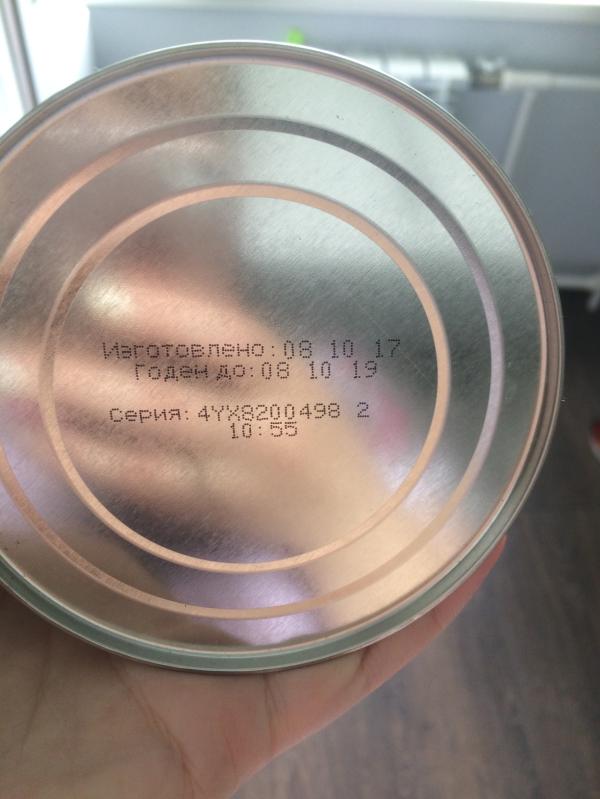 Изготовлено:08 10 17
Годен до:08 10 19
Серия: 4YX8200498 2
10:55